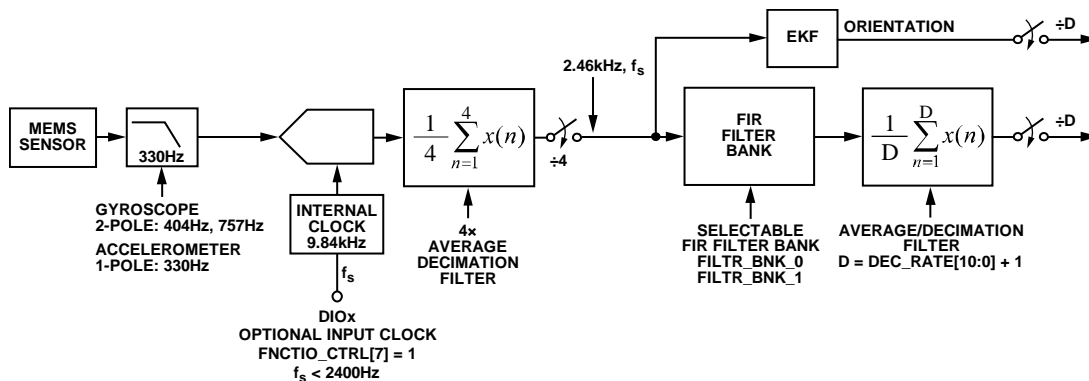 MEMS
SENSOR
330Hz
GYROSCOPE
2-POLE: 404Hz, 757Hz
ACCELEROMETER
1-POLE: 330Hz
INTERNAL
CLOCK
9.84kHz
fs
DIOx
OPTIONAL INPUT CLOCK
FNCTIO_CTRL[7] = 1
fs < 2400Hz
1/4 4∑n=1 x(n)
÷4
4×
AVERAGE
DECIMATION
FILTER
2.46kHz, fs
EKF
ORIENTATION
÷D
FIR
FILTER
BANK
SELECTABLE
FIR FILTER BANK
FILTR_BNK_0
FILTR_BNK_1
1/D D∑n=1 x(n)
÷D
AVERAGE/DECIMATION
FILTER
D = DEC_RATE[10:0] + 1